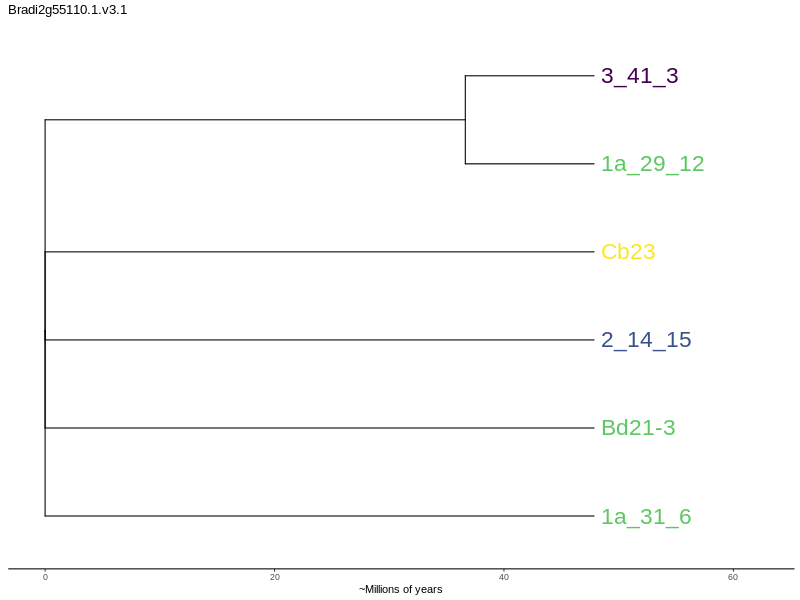 Bradi2g55110.1.v3.1
3_41_3
1a_29_12
Cb23
2_14_15
Bd21-3
1a_31_6
0 20 40 60
~Millions of years